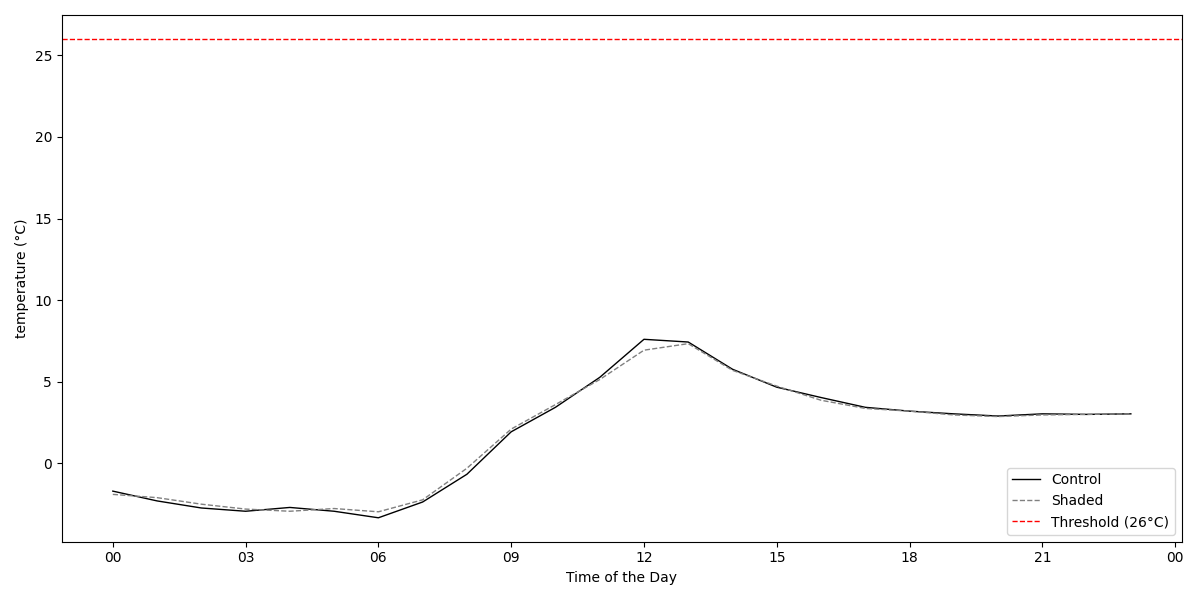 25
20
15
10
5
0
temperature (°C)
00 03 06 09 12 15 18 21 00
Time of the Day
Control
Shaded
Threshold (26°C)